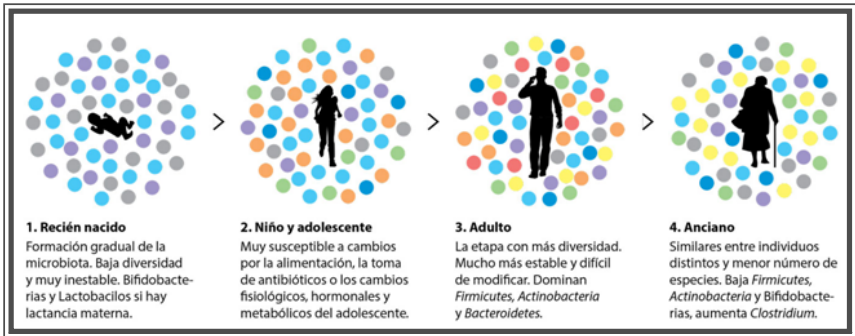 1. Recién nacido
Formación gradual de la
microbiota. Baja diversidad
y muy inestable. Bifidobacte-
rias y Lactobacilos si hay
lactancia materna.
2. Niño y adolescente
Muy susceptible a cambios
por la alimentación, la toma
de antibióticos o los cambios
fisiológicos, hormonales y
metabólicos del adolescente.
3. Adulto
La etapa con más diversidad.
Mucho más estable y difícil
de modificar. Dominan
Firmicutes, Actinobacteria
y Bacteroidetes.
4. Anciano
Similares entre individuos
distintos y menor número de
especies. Baja Firmicutes,
Actinobacteria y Bifidobacte-
rias, aumenta Clostridium.